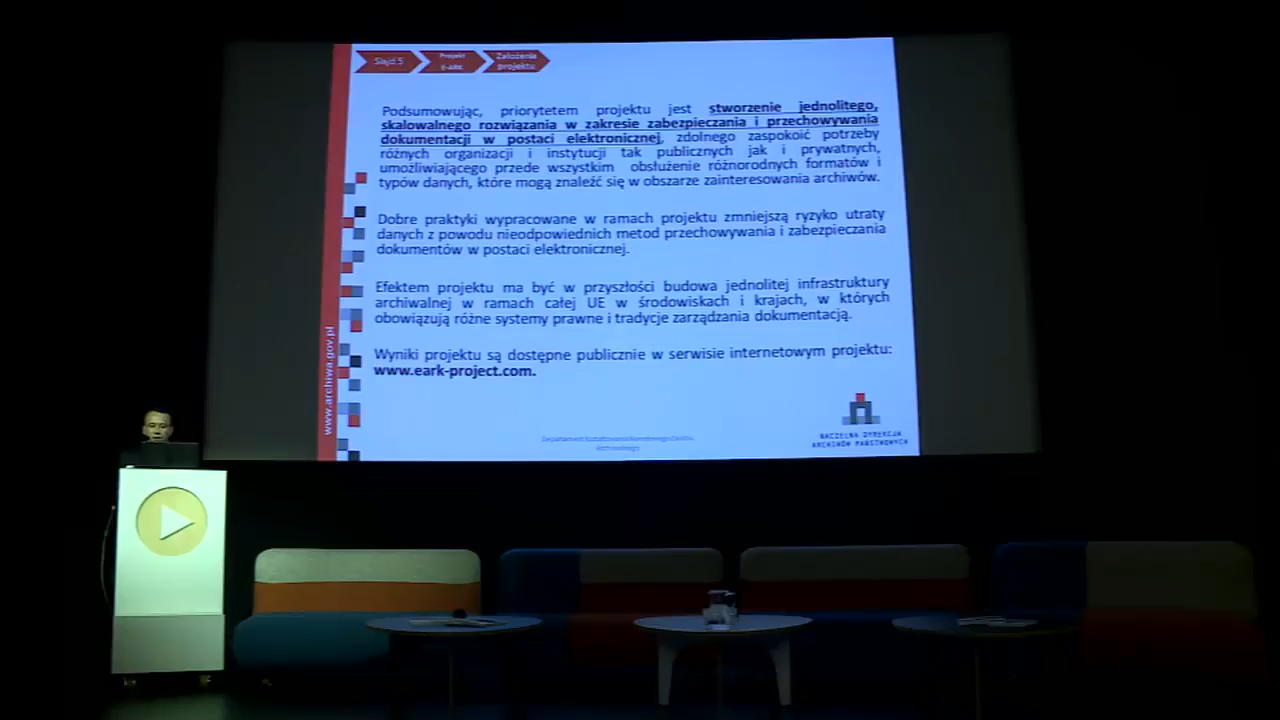 Slajd 5
Projekt
E-ARK
Założenia
projektu
Podsumowując, priorytetem projektu jest stworzenie jednolitego,
skalowalnego rozwiązania w zakresie zabezpieczania i przechowywania
dokumentacji w postaci elektronicznej, zdolnego zaspokoić potrzeby
różnych organizacji i instytucji tak publicznych jak i prywatnych,
umożliwiającego przede wszystkim obsłużenie różnorodnych formatów i
typów danych, które mogą znaleźć się w obszarze zainteresowania archiwów.
Dobre praktyki wypracowane w ramach projektu zmniejszą ryzyko utraty
danych z powodu nieodpowiednich metod przechowywania i zabezpieczania
dokumentów w postaci elektronicznej.
Efektem projektu ma być w przyszłości budowa jednolitej infrastruktury
archiwalnej w ramach całej UE w środowiskach i krajach, w których
obowiązują różne systemy prawne i tradycje zarządzania dokumentacją.
Wyniki projektu są dostępne publicznie w serwisie internetowym projektu:
www.eark-project.com.
www.archiwa.gov.pl
Departament Kształtowania Narodowego Zasobu
Archiwalnego
NACZELNA DYREKCJA
ARCHIWÓW PAŃSTWOWYCH